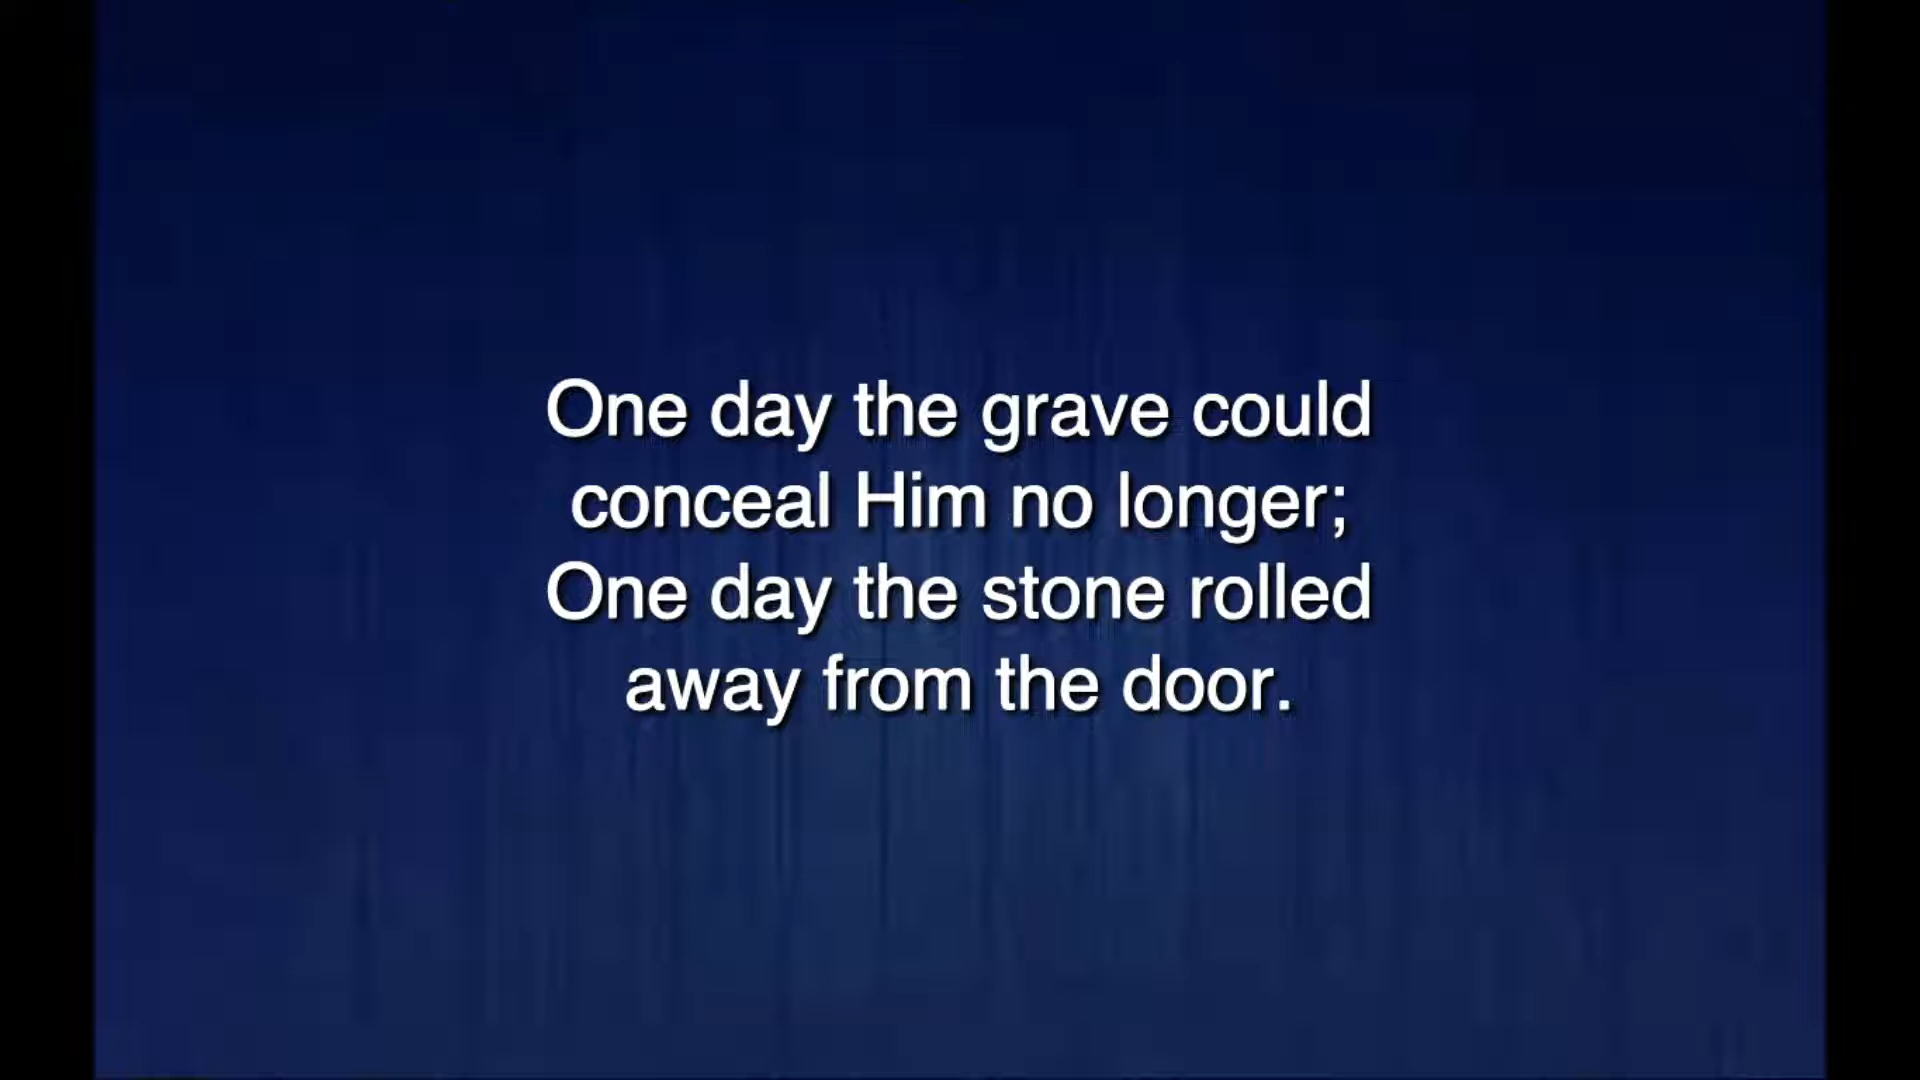 One day the grave could
conceal Him no longer;
One day the stone rolled
away from the door.